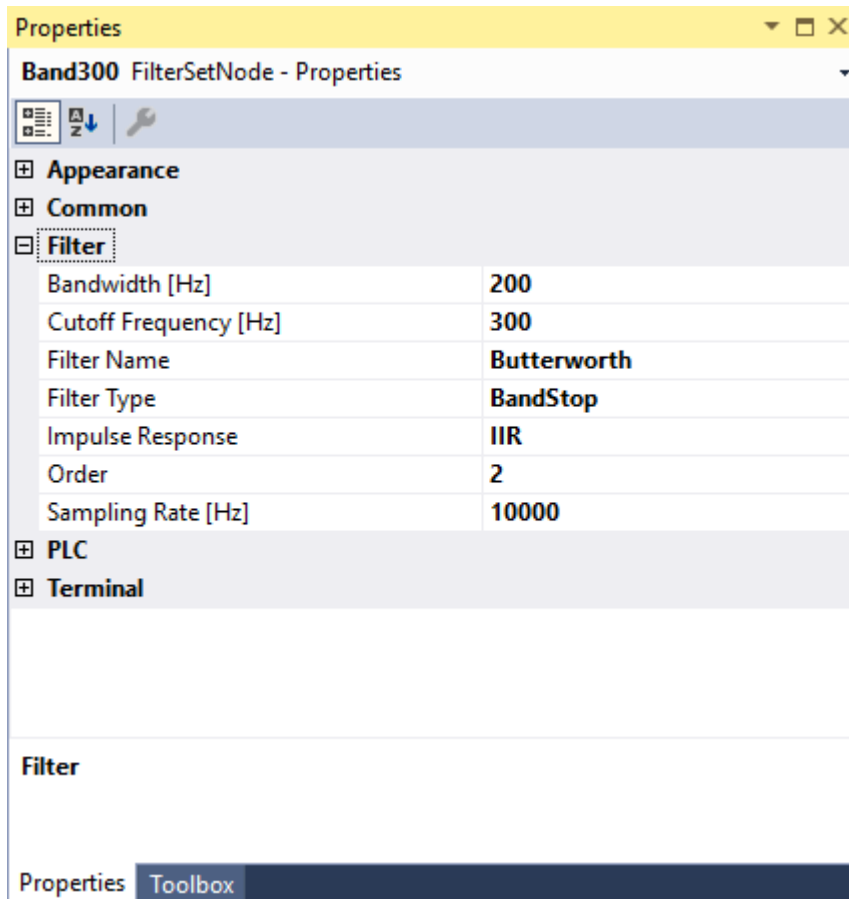 Properties
Band300 FilterSetNode - Properties
Appearance
Common
Filter
Bandwidth [Hz] 200
Cutoff Frequency [Hz] 300
Filter Name Butterworth
Filter Type BandStop
Impulse Response IIR
Order 2
Sampling Rate [Hz] 10000
PLC
Terminal
Filter
Properties Toolbox